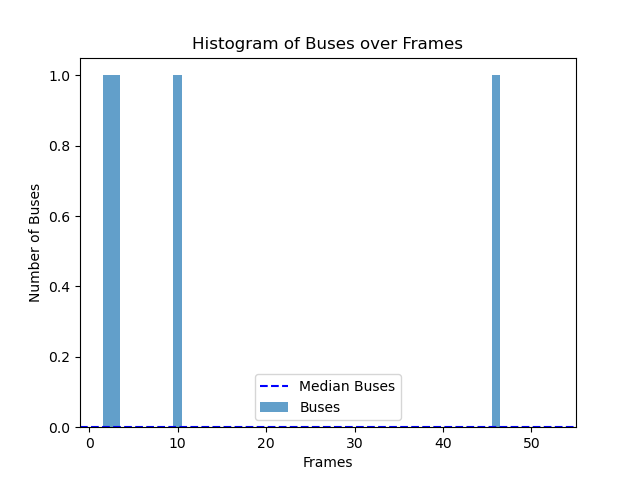 Histogram of Buses over Frames
Number of Buses
1.0
0.8
0.6
0.4
0.2
0.0
Median Buses
Buses
0 10 20 30 40 50
Frames